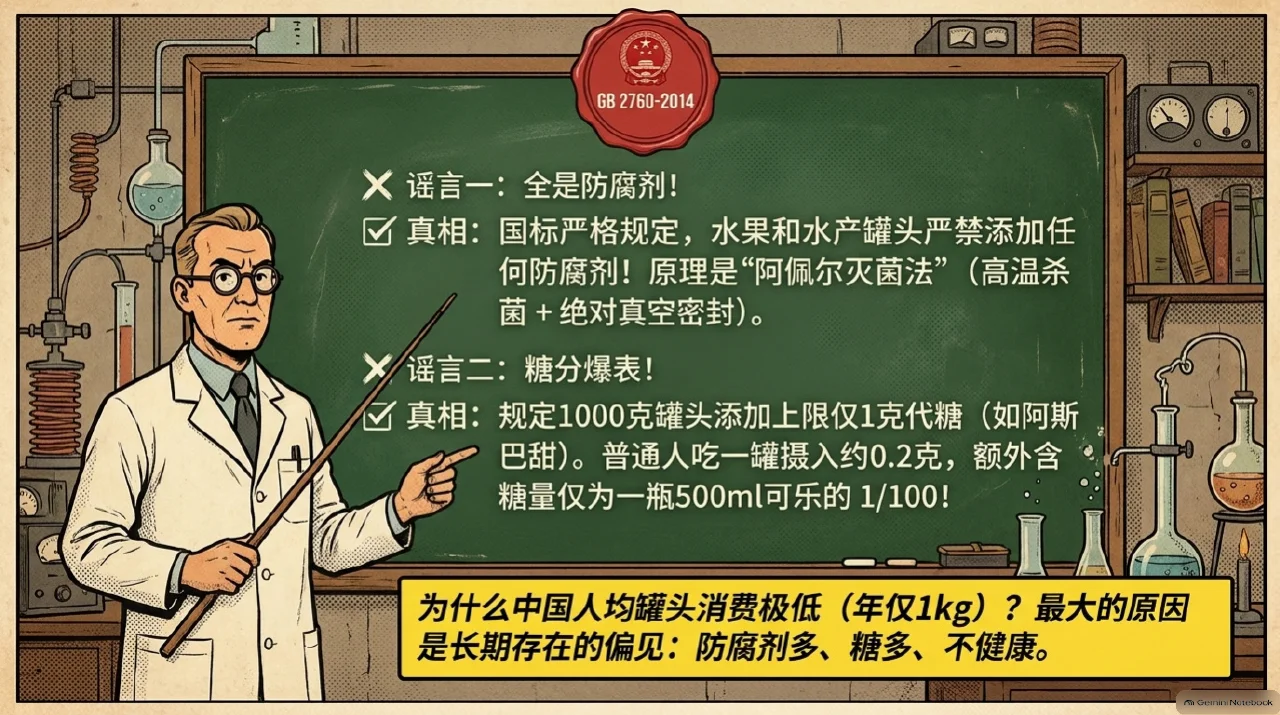 GB 2760-2014
谣言一：全是防腐剂！
真相：国标严格规定，水果和水产罐头严禁添加任
何防腐剂！原理是“阿佩尔灭菌法”（高温杀
菌 + 绝对真空密封）。
谣言二：糖分爆表！
真相：规定1000克罐头添加上限仅1克代糖（如阿斯
巴甜）。普通人吃一罐摄入约0.2克，额外含
糖量仅为一瓶500ml可乐的 1/100！
为什么中国人均罐头消费极低（年仅1kg）？最大的原因
是长期存在的偏见：防腐剂多、糖多、不健康。
Gemini Notebook